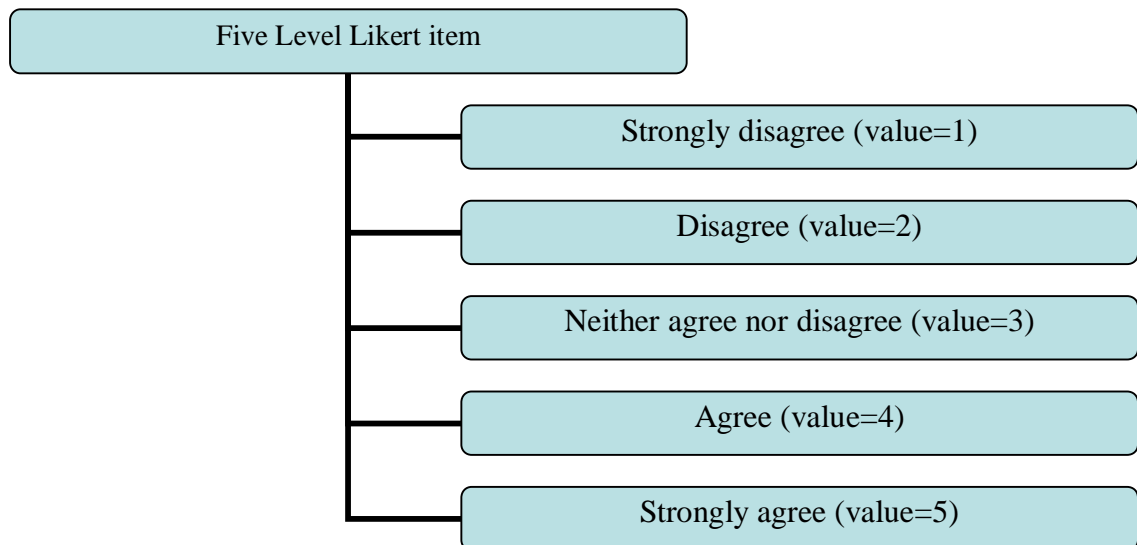 Five Level Likert item
Strongly disagree (value=1)
Disagree (value=2)
Neither agree nor disagree (value=3)
Agree (value=4)
Strongly agree (value=5)